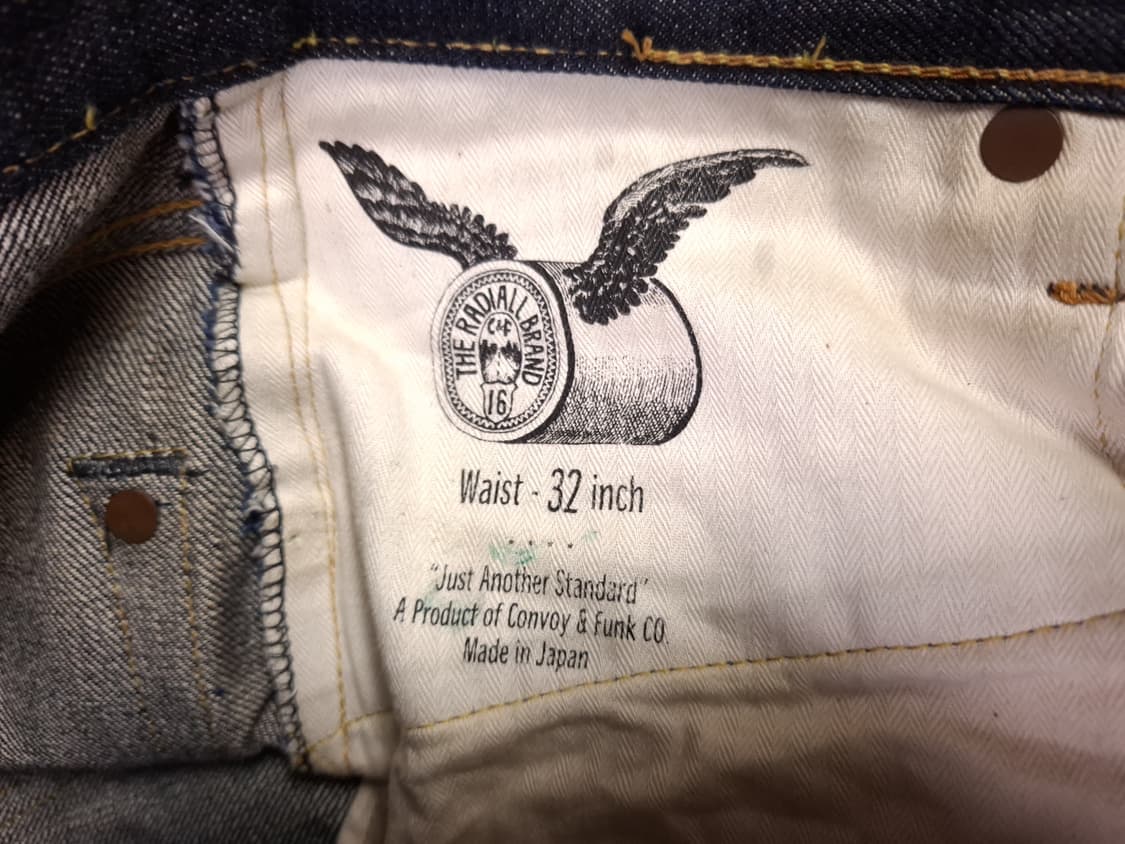 THE RADIALL BRAND
C&F
16
Waist - 32 inch
"Just Another Standard"
A Product of Convoy & Funk CO.
Made in Japan